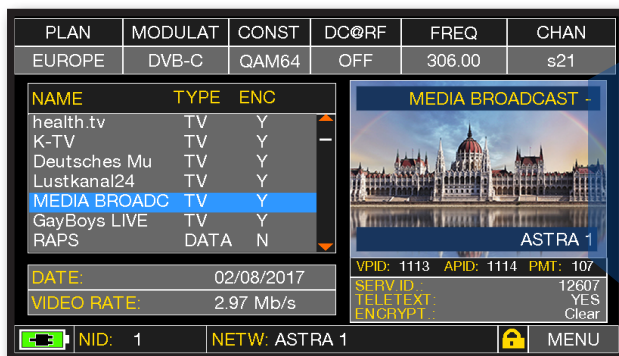 PLAN MODULAT CONST DC@RF FREQ CHAN
EUROPE DVB-C QAM64 OFF 306.00 s21
NAME TYPE ENC
health.tv TV Y
K-TV TV Y
Deutsches Mu TV Y
Lustkanal24 TV Y
MEDIA BROADC TV Y
GayBoys LIVE TV Y
RAPS DATA N
DATE: 02/08/2017
VIDEO RATE: 2.97 Mb/s
MEDIA BROADCAST -
ASTRA 1
VPID: 1113 APID: 1114 PMT: 107
SERV.ID.: 12607
TELETEXT: YES
ENCRYPT.: Clear
NID: 1 NETW: ASTRA 1 MENU